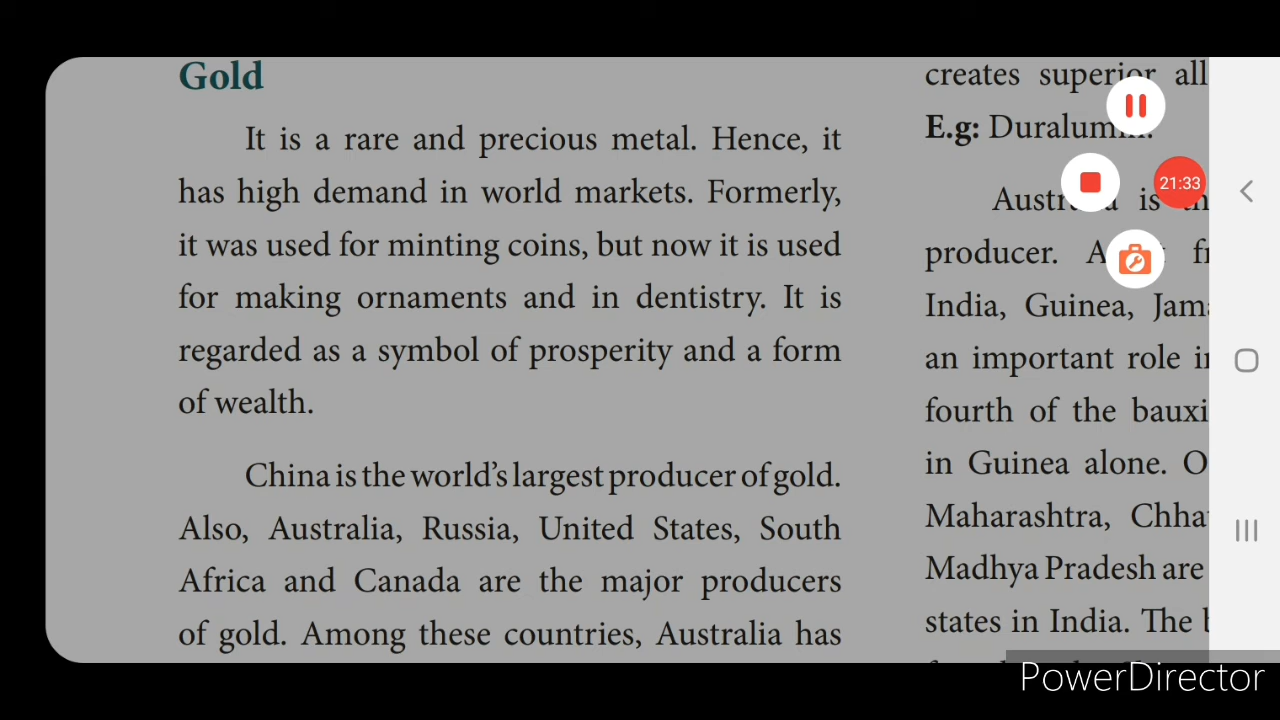 Gold
It is a rare and precious metal. Hence, it
has high demand in world markets. Formerly,
it was used for minting coins, but now it is used
for making ornaments and in dentistry. It is
regarded as a symbol of prosperity and a form
of wealth.
China is the world's largest producer of gold.
Also, Australia, Russia, United States, South
Africa and Canada are the major producers
of gold. Among these countries, Australia has
creates superior
E.g:
is
producer.
India, Guinea,
an important role
fourth of the
in Guinea alone.
Maharashtra,
Madhya Pradesh are
states in India. The
21:33
PowerDirector